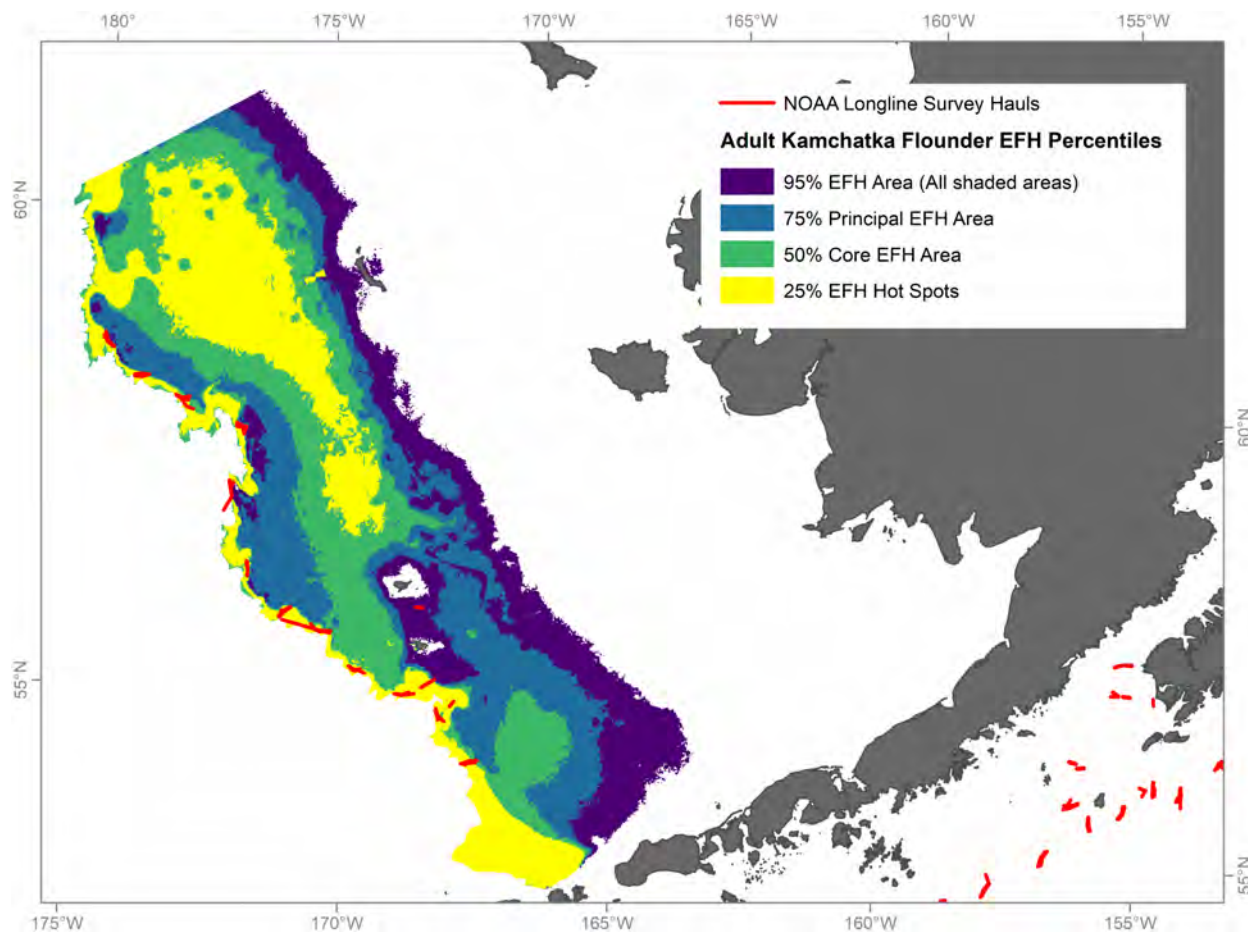 180° 175°W 170°W 165°W 160°W 155°W
NOAA Longline Survey Hauls
Adult Kamchatka Flounder EFH Percentiles
95% EFH Area (All shaded areas)
75% Principal EFH Area
50% Core EFH Area
25% EFH Hot Spots
60°N
60°N
55°N
55°N
175°W 170°W 165°W 160°W 155°W